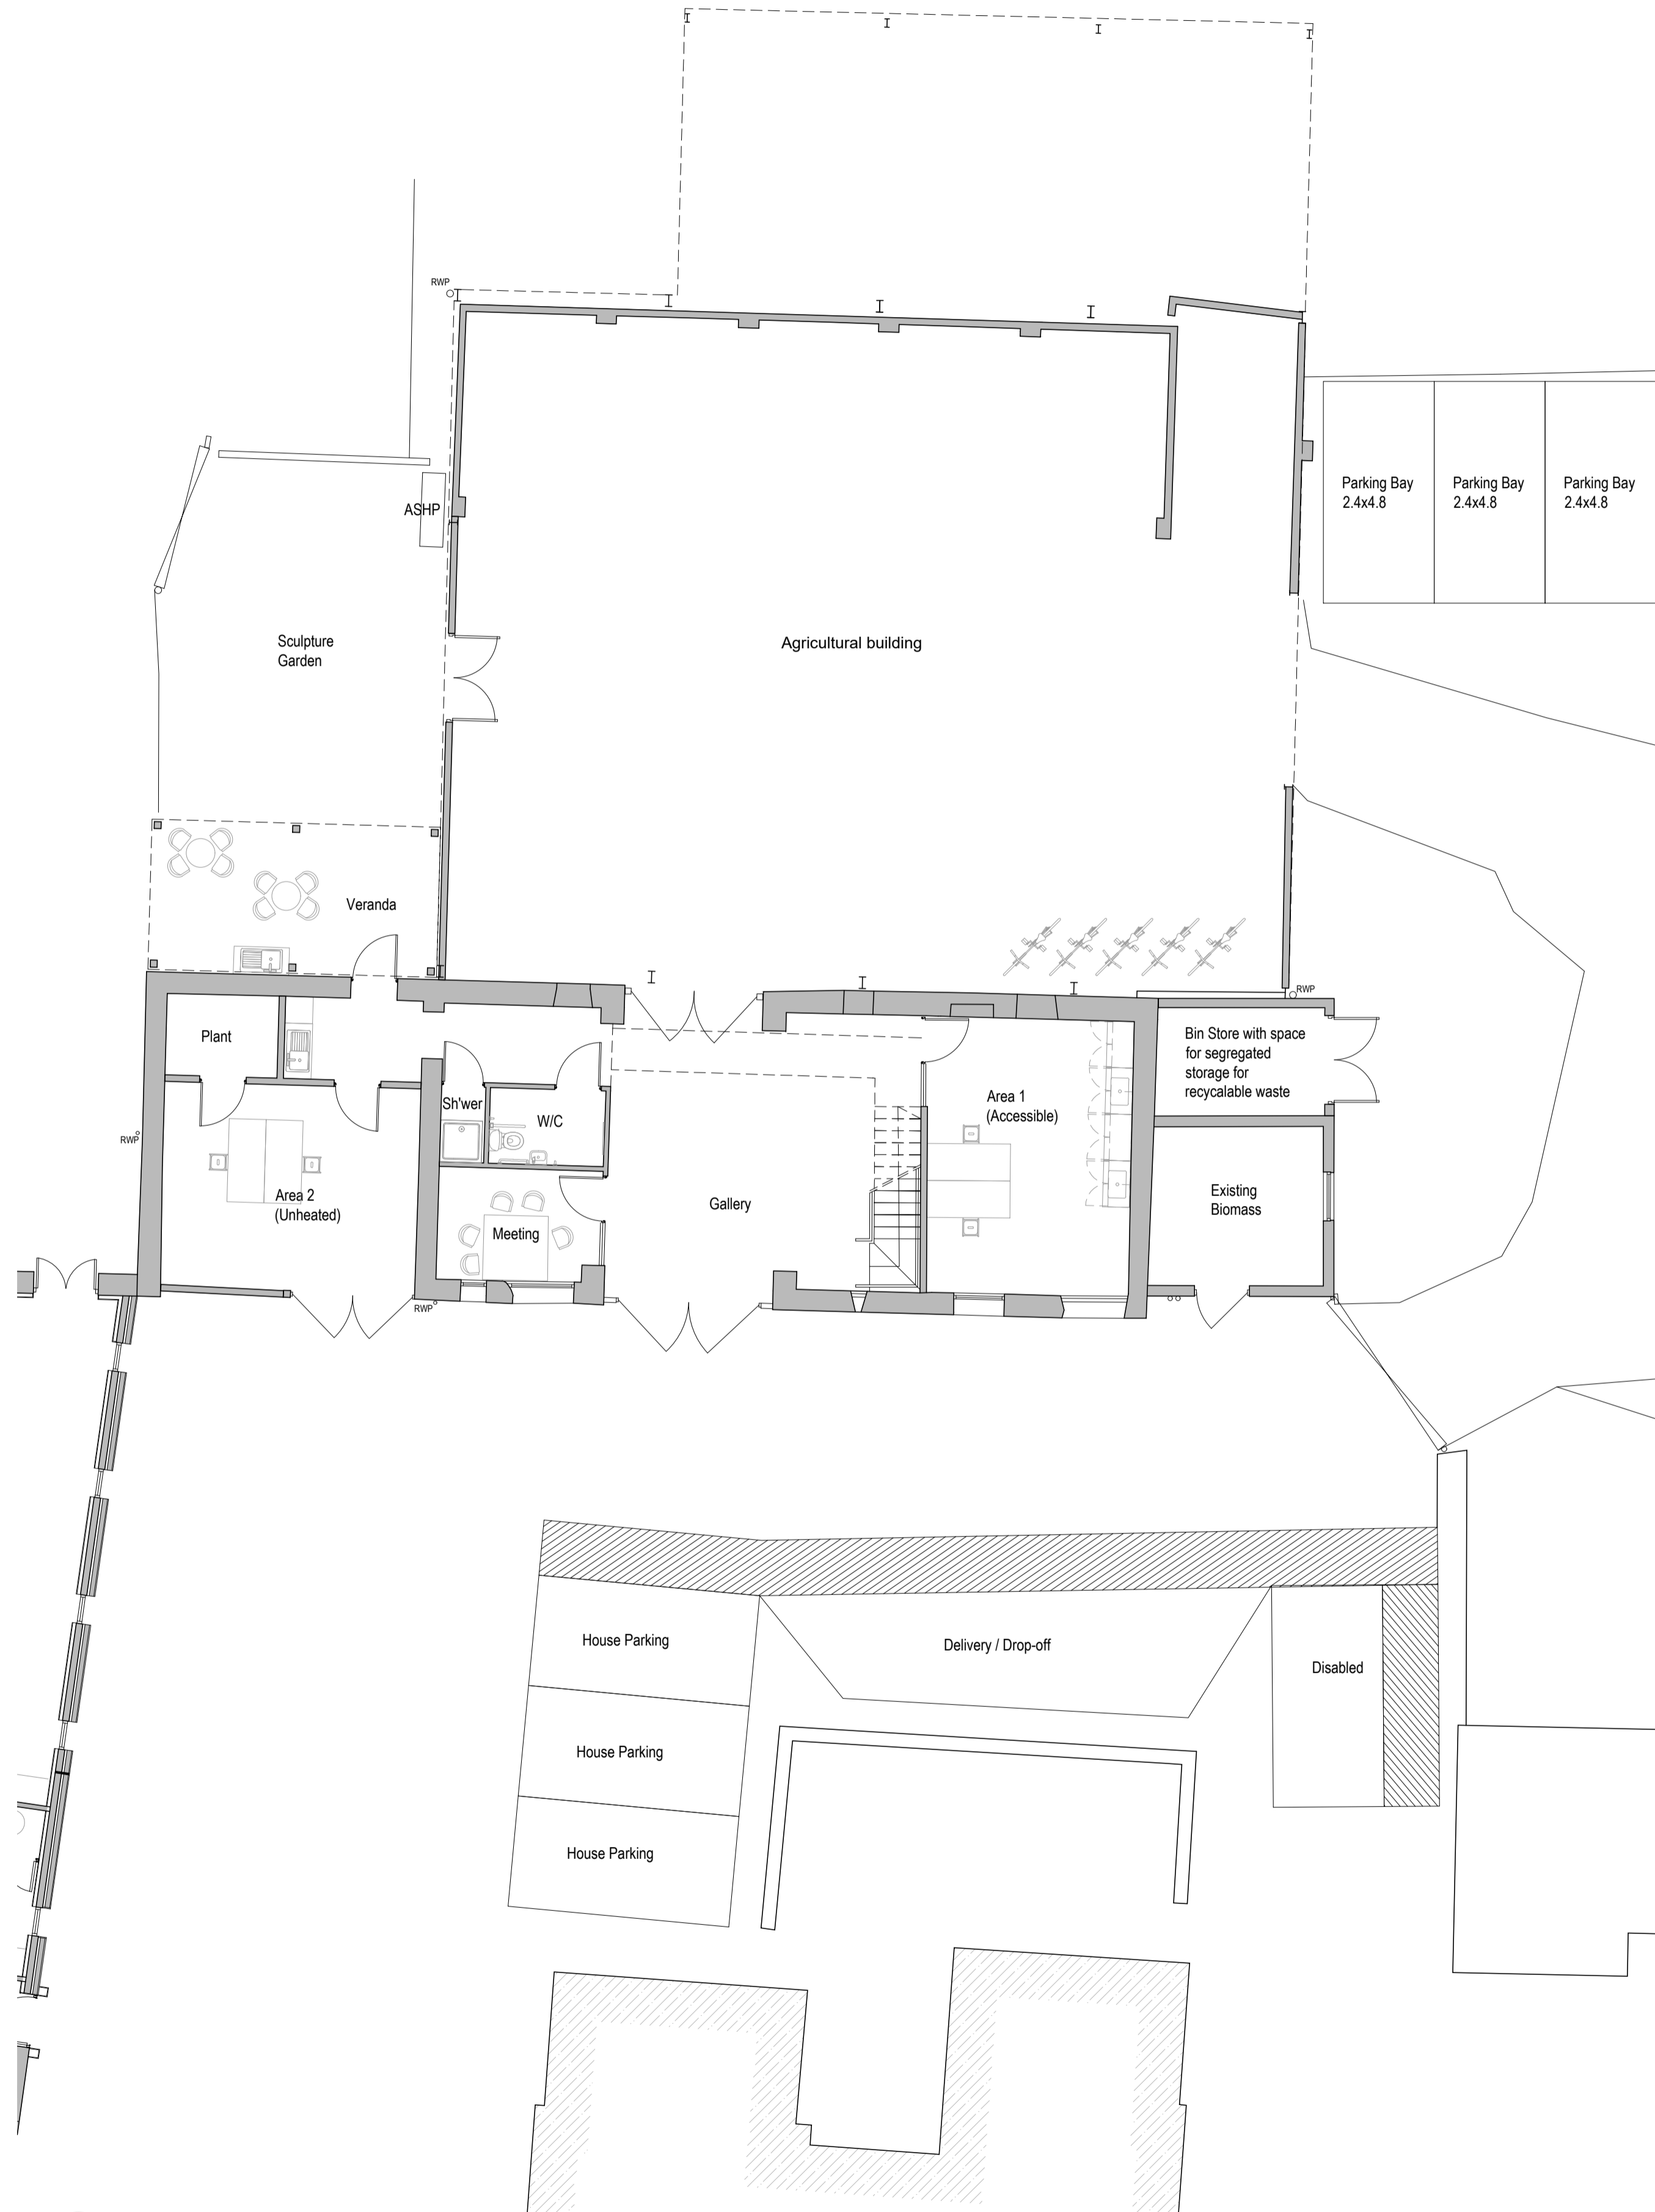 RWP
Parking Bay
2.4x4.8
Parking Bay
2.4x4.8
Parking Bay
2.4x4.8
ASHP
Sculpture
Garden
Agricultural building
Veranda
RWP
Plant
Bin Store with space
for segregated
storage for
recycalable waste
Sh'wer
W/C
Area 1
(Accessible)
RWP
Area 2
(Unheated)
Gallery
Existing
Biomass
Meeting
RWP
House Parking
Delivery / Drop-off
Disabled
House Parking
House Parking